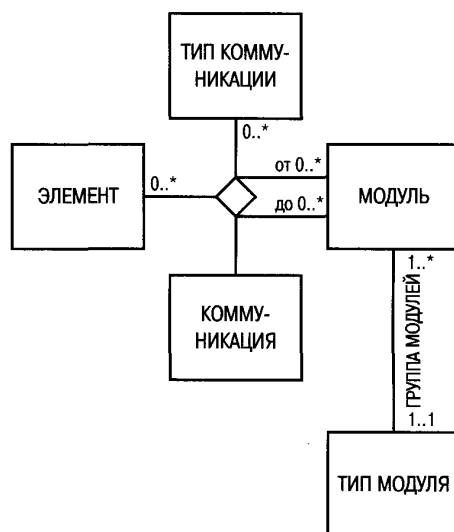 ТИП КОММУ-
НИКАЦИИ
0..*
ЭЛЕМЕНТ
0..*
от 0..*
до 0..*
МОДУЛЬ
КОММУ-
НИКАЦИЯ
1..*
ГРУППА МОДУЛЕЙ
1..1
ТИП МОДУЛЯ